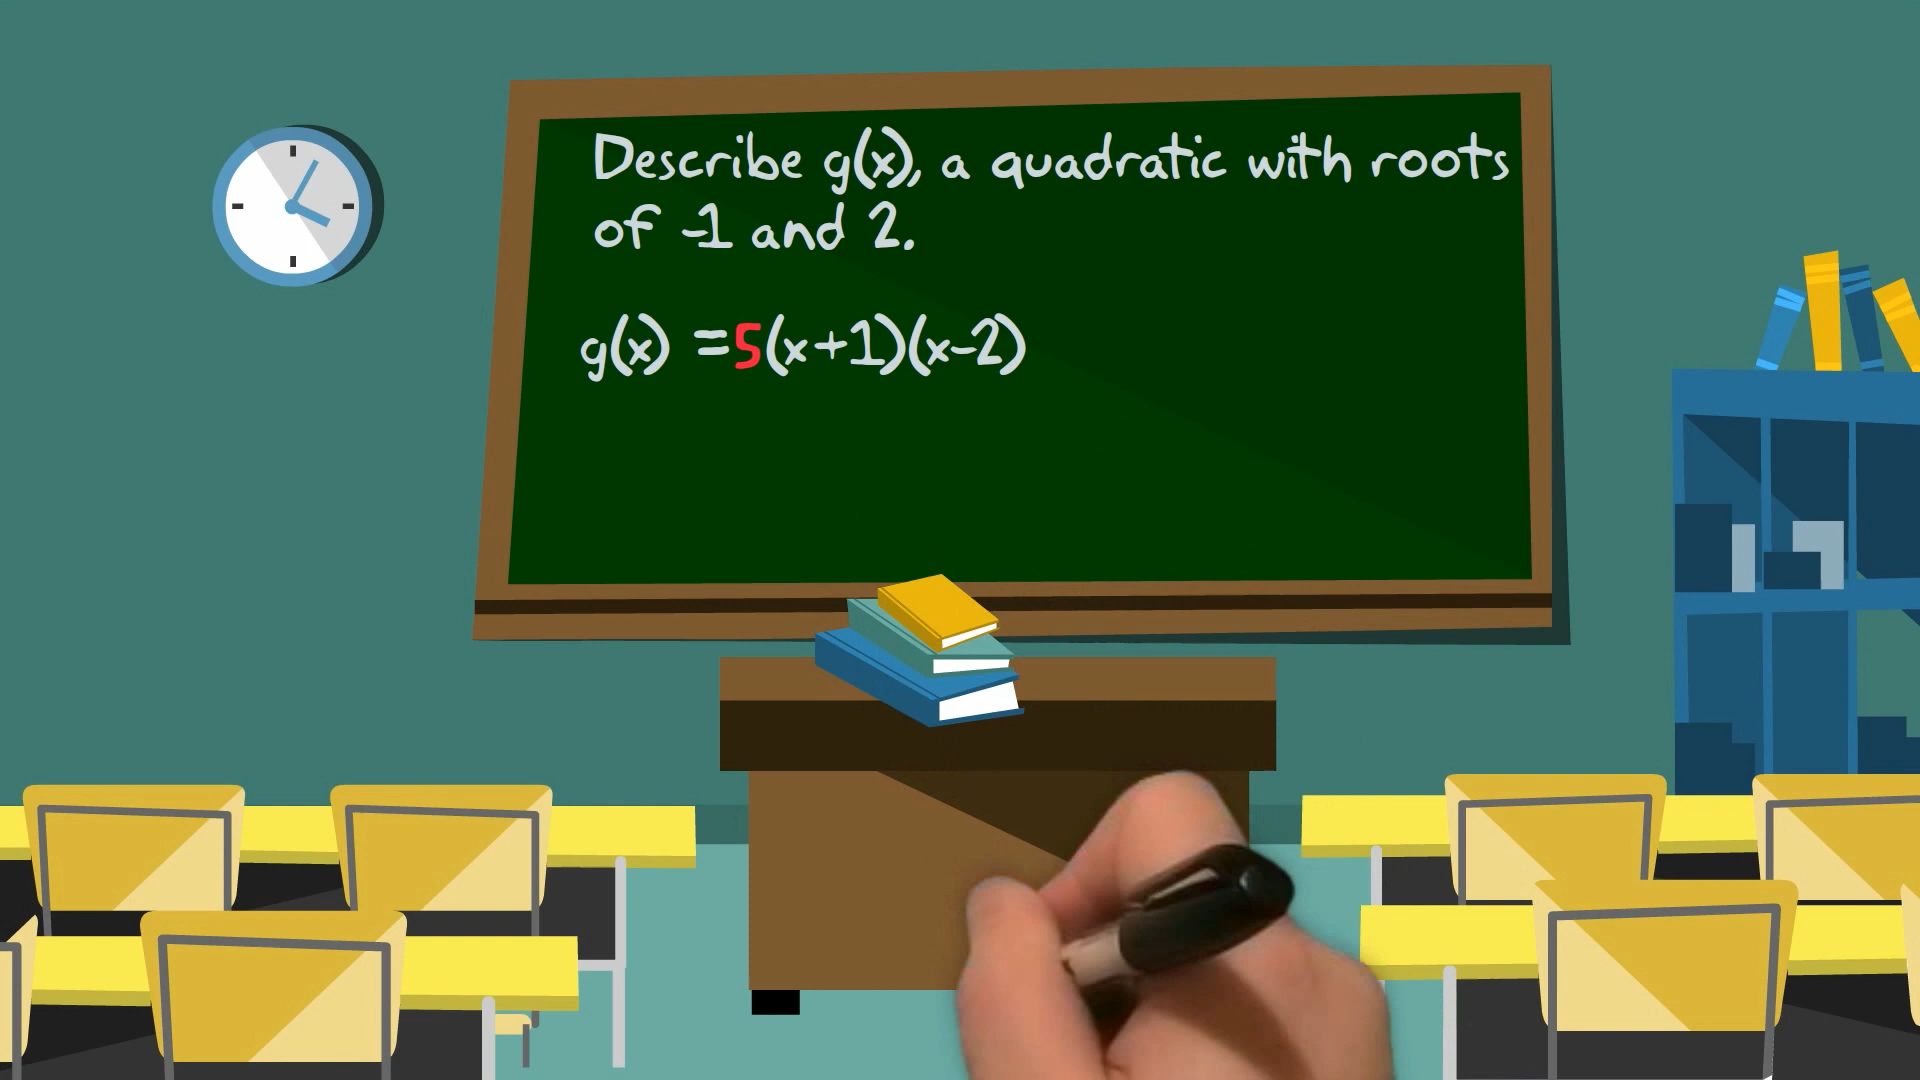 Describe g(x), a quadratic with roots
of -1 and 2.
g(x) =5(x+1)(x-2)